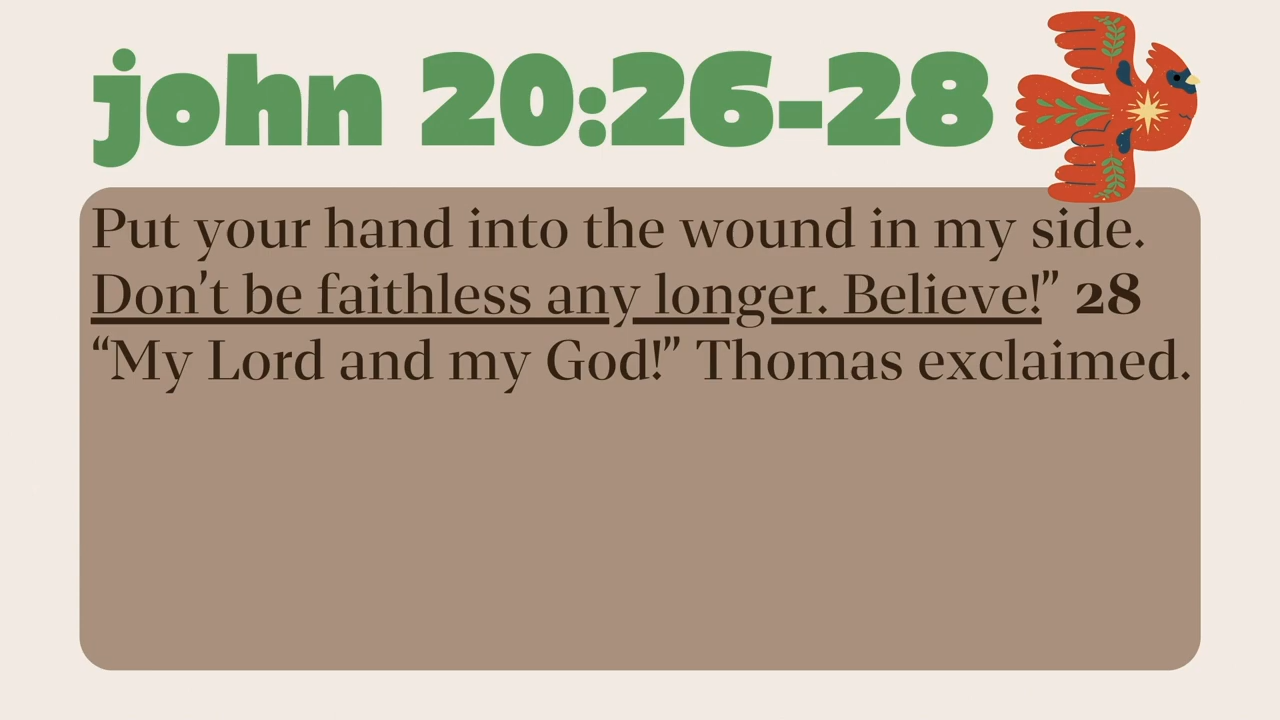 john 20:26-28
Put your hand into the wound in my side.
Don't be faithless any longer. Believe!” 28
“My Lord and my God!” Thomas exclaimed.